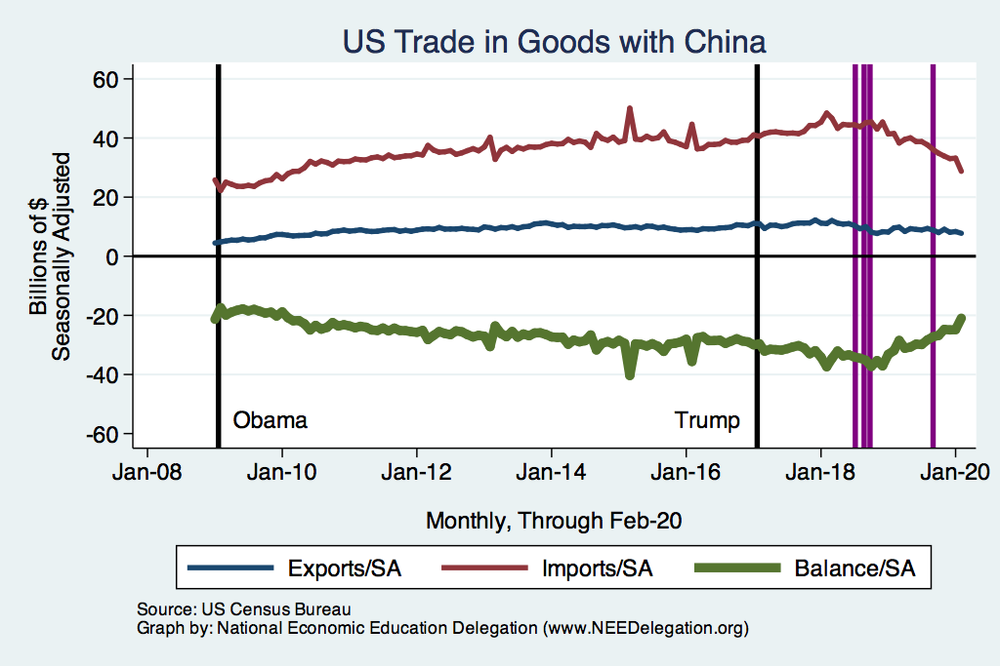 US Trade in Goods with China
Billions of $
Seasonally Adjusted
60
40
20
0
-20
-40
-60
Obama
Trump
Jan-08
Jan-10
Jan-12
Jan-14
Jan-16
Jan-18
Jan-20
Monthly, Through Feb-20
Exports/SA
Imports/SA
Balance/SA
Source: US Census Bureau
Graph by: National Economic Education Delegation (www.NEEDelegation.org)